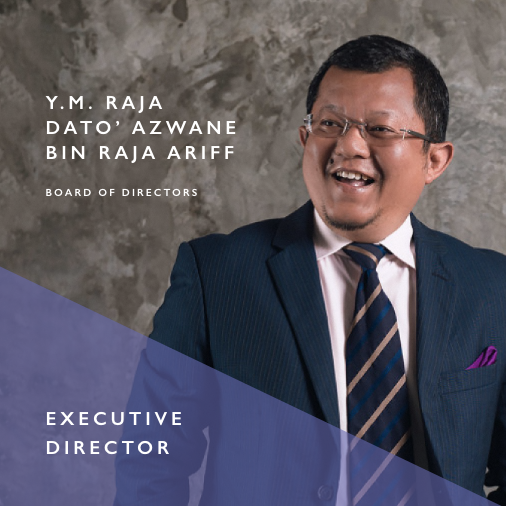 Y.M. RAJA
DATO’ AZWANE
BIN RAJA ARIFF
BOARD OF DIRECTORS
EXECUTIVE
DIRECTOR